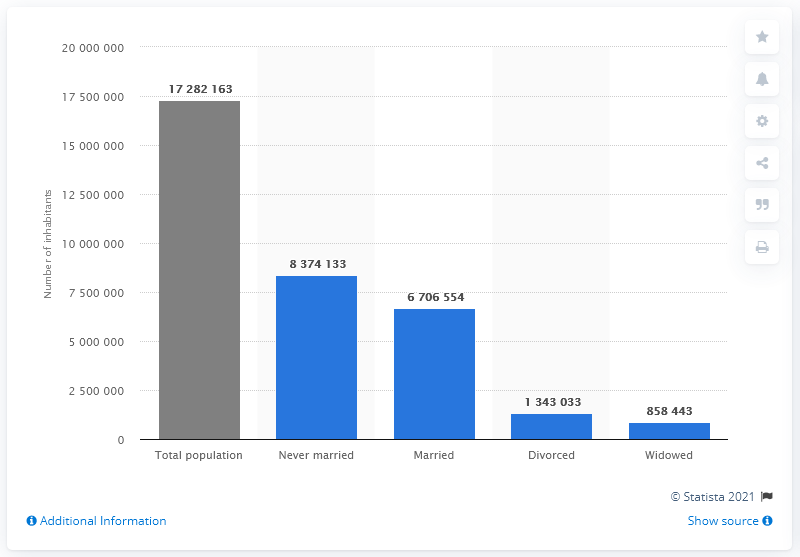 20 000 000
17 500 000
15 000 000
12 500 000
10 000 000
7 500 000
5 000 000
2 500 000
0
Number of inhabitants
17 282 163
8 374 133
6 706 554
1 343 033
858 443
Total population
Never married
Married
Divorced
Widowed
© Statista 2021
Additional Information
Show source